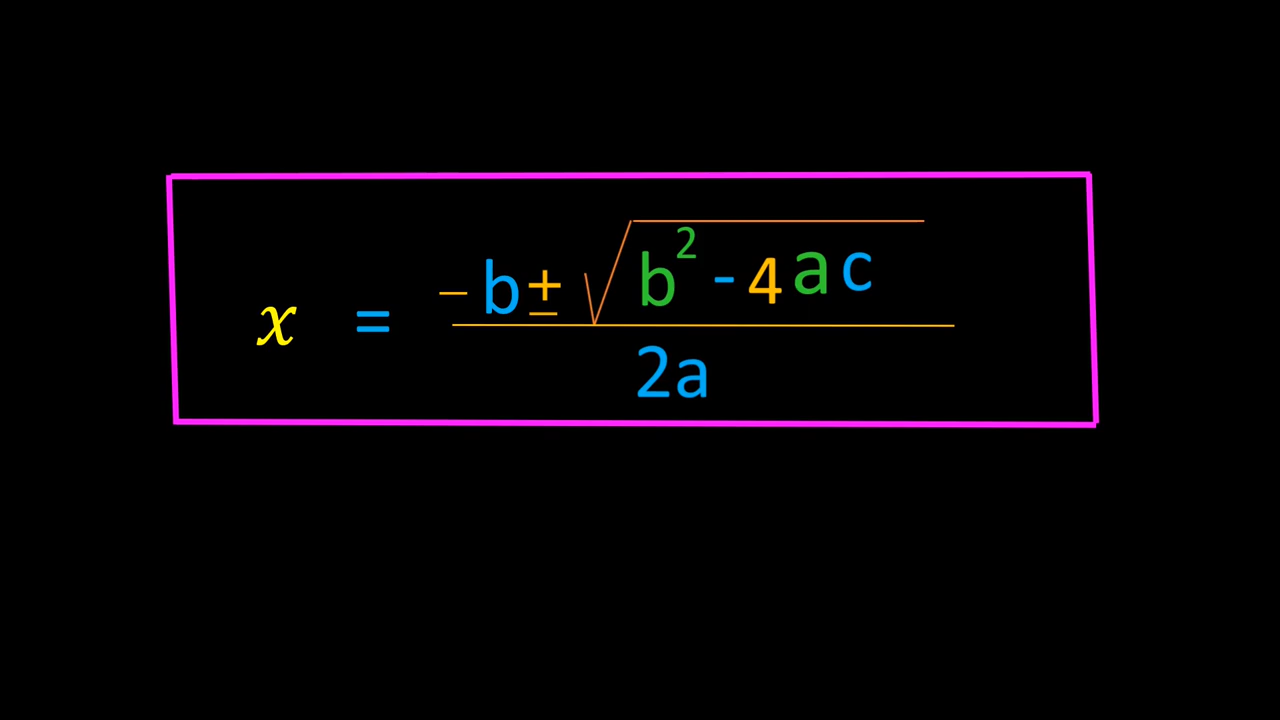 x = −b ± √(b² - 4ac)
2a